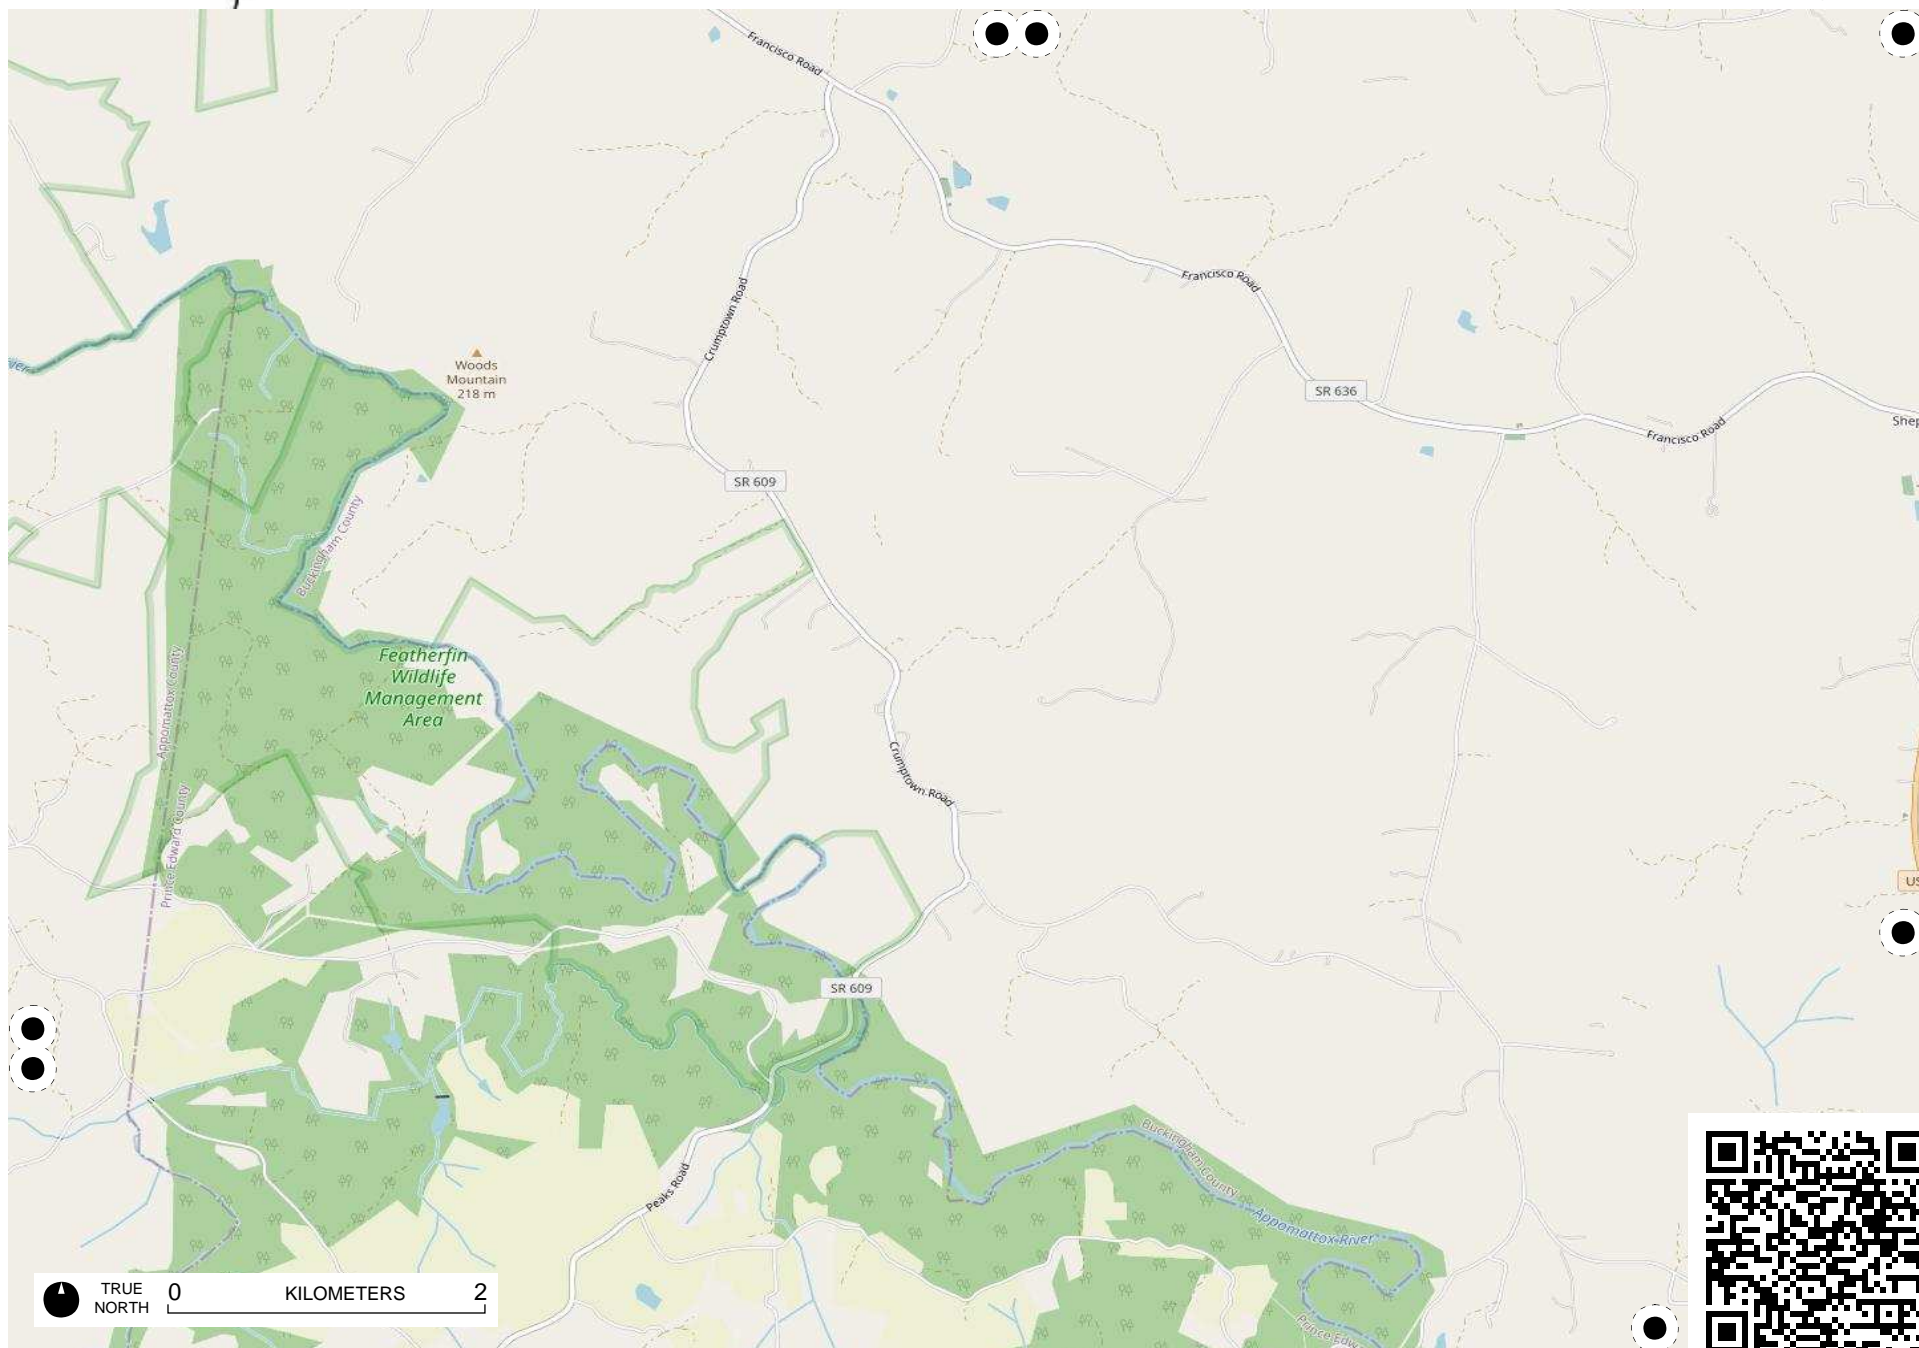 Francisco Road
Crumptown Road
Francisco Road
Woods
Mountain
218 m
SR 636
Francisco Road
SR 609
Buckingham County
Featherfin
Wildlife
Management
Area
Appomattox County
Prince Edward County
Crumptown Road
SR 609
Peaks Road
Buckingham County
Appomattox River
TRUE
NORTH
0 KILOMETERS 2